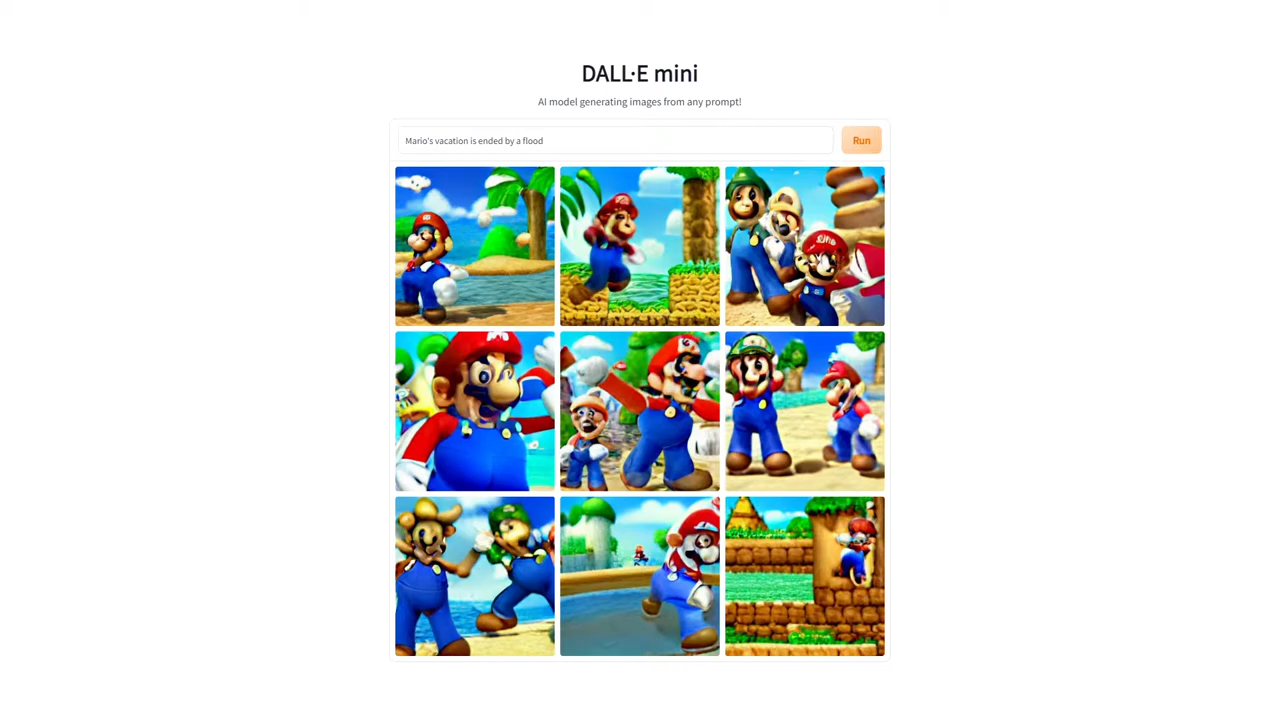 DALL·E mini
AI model generating images from any prompt!
Mario's vacation is ended by a flood
Run